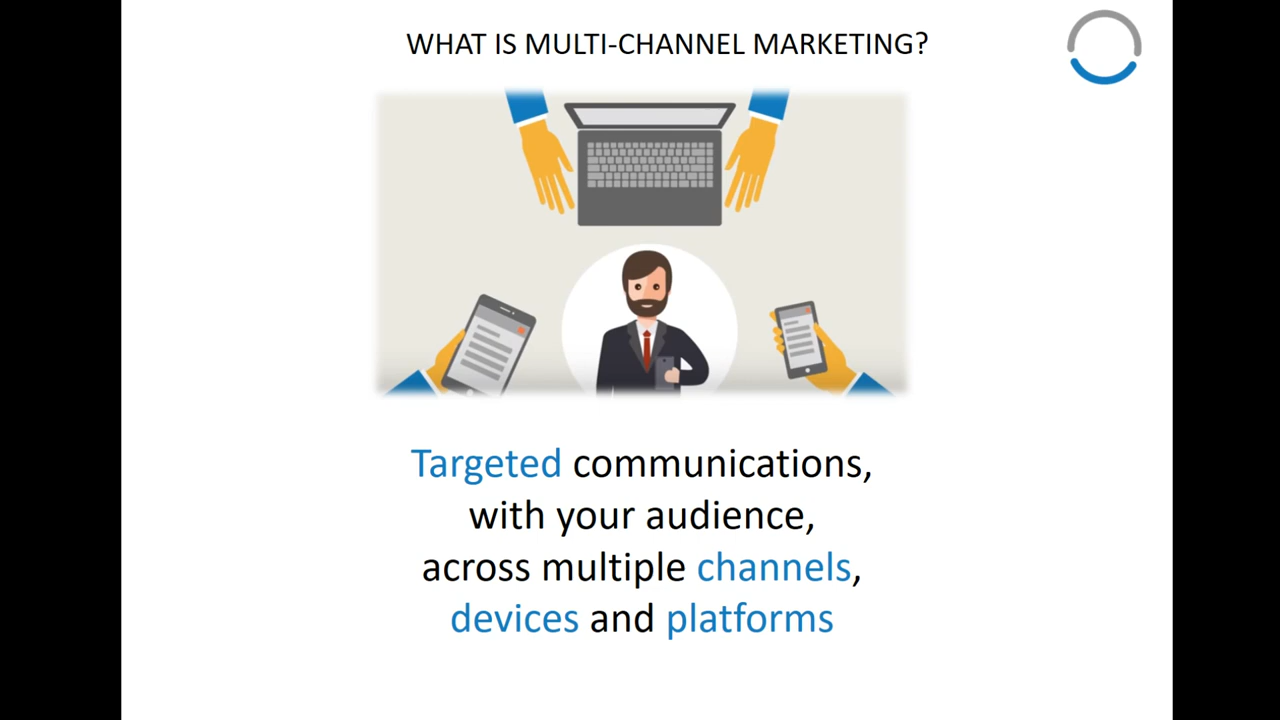 WHAT IS MULTI-CHANNEL MARKETING?
Targeted communications,
with your audience,
across multiple channels,
devices and platforms